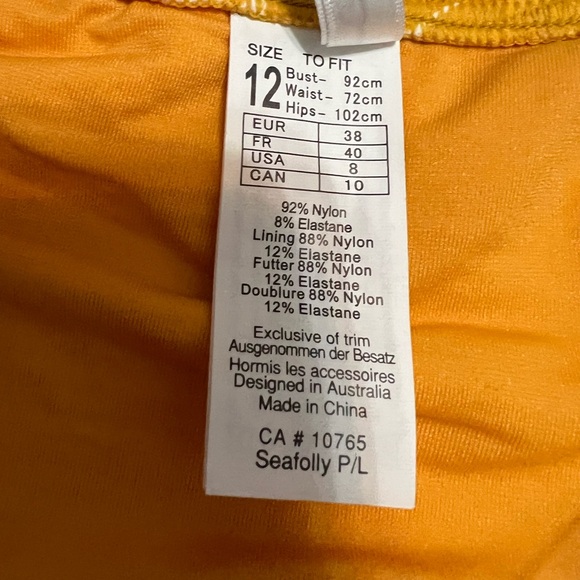 SIZE TO FIT
12 Bust- 92cm
Waist- 72cm
Hips- 102cm
EUR 38
FR 40
USA 8
CAN 10
92% Nylon
8% Elastane
Lining 88% Nylon
12% Elastane
Futter 88% Nylon
12% Elastane
Doublure 88% Nylon
12% Elastane
Exclusive of trim
Ausgenommen der Besatz
Hormis les accessoires
Designed in Australia
Made in China
CA # 10765
Seafolly P/L